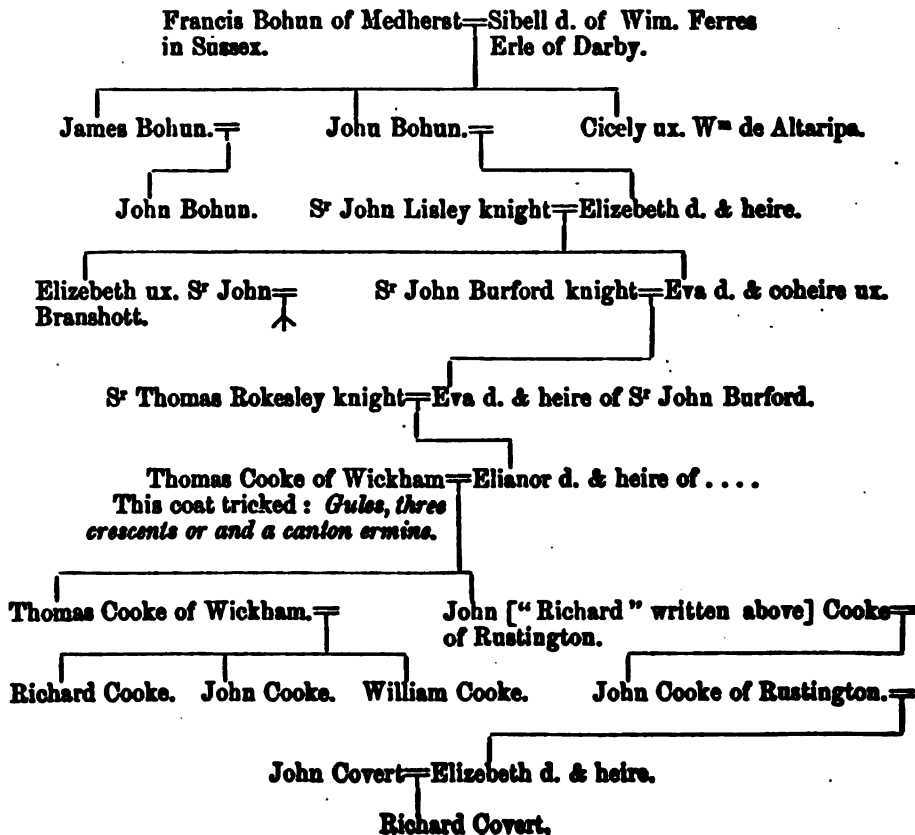 Francis Bohun of Medherst=Sibell d. of Wim. Ferres
in Sussex. Erle of Darby.
James Bohun.= John Bohun.= Cicely ux. Wᵐ de Altaripa.
John Bohun. Sʳ John Lisley knight=Elizebeth d. & heire.
Elizebeth ux. Sʳ John= Sʳ John Burford knight=Eva d. & coheire ux.
Branshott.
Sʳ Thomas Rokesley knight=Eva d. & heire of Sʳ John Burford.
Thomas Cooke of Wickham=Elianor d. & heire of . . . .
This coat tricked : Gules, three
crescents or and a canton ermine.
Thomas Cooke of Wickham.= John ["Richard" written above] Cooke=
of Rustington.
Richard Cooke. John Cooke. William Cooke. John Cooke of Rustington.=
John Covert=Elizebeth d. & heire.
Richard Covert.